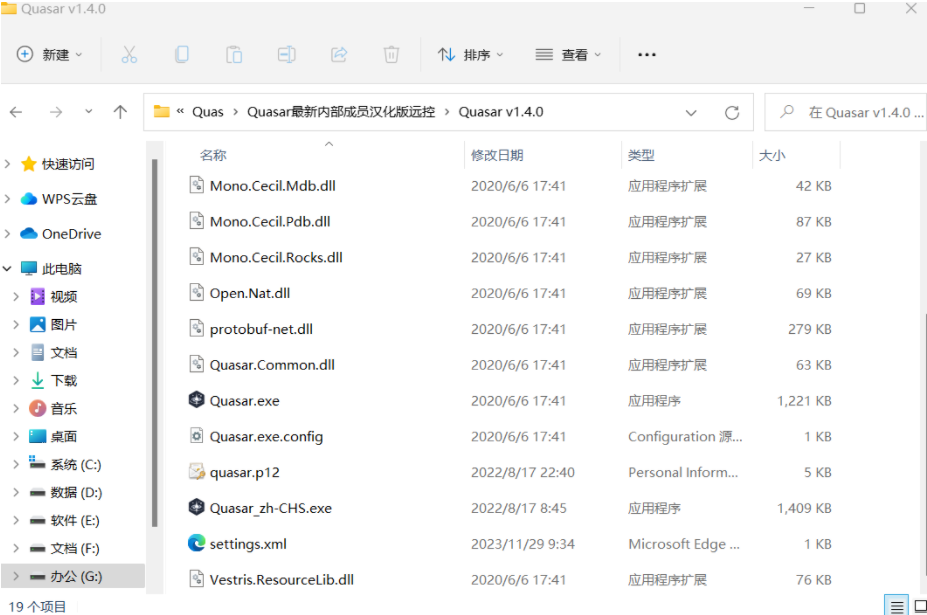 Quasar v1.4.0
新建
排序
查看
« Quas › Quasar最新内部成员汉化版远控 › Quasar v1.4.0
在 Quasar v1.4.0 ...
名称 修改日期 类型 大小
快速访问
WPS云盘
OneDrive
此电脑
视频
图片
文档
下载
音乐
桌面
系统 (C:)
数据 (D:)
软件 (E:)
文档 (F:)
办公 (G:)
Mono.Cecil.Mdb.dll 2020/6/6 17:41 应用程序扩展 42 KB
Mono.Cecil.Pdb.dll 2020/6/6 17:41 应用程序扩展 87 KB
Mono.Cecil.Rocks.dll 2020/6/6 17:41 应用程序扩展 27 KB
Open.Nat.dll 2020/6/6 17:41 应用程序扩展 69 KB
protobuf-net.dll 2020/6/6 17:41 应用程序扩展 279 KB
Quasar.Common.dll 2020/6/6 17:41 应用程序扩展 63 KB
Quasar.exe 2020/6/6 17:41 应用程序 1,221 KB
Quasar.exe.config 2020/6/6 17:41 Configuration 源... 1 KB
quasar.p12 2022/8/17 22:40 Personal Inform... 5 KB
Quasar_zh-CHS.exe 2022/8/17 8:45 应用程序 1,409 KB
settings.xml 2023/11/29 9:34 Microsoft Edge ... 1 KB
Vestris.ResourceLib.dll 2020/6/6 17:41 应用程序扩展 76 KB
19 个项目